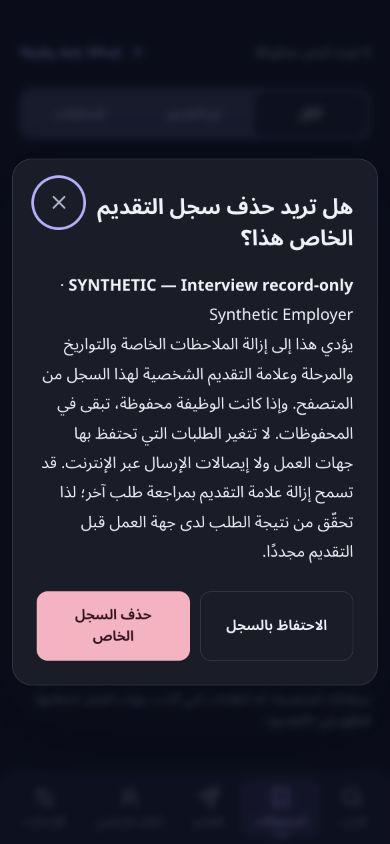 هل تريد حذف سجل التقديم
الخاص هذا؟
SYNTHETIC — Interview record-only ·
Synthetic Employer
يؤدي هذا إلى إزالة الملاحظات الخاصة والتواريخ
والمرحلة وعلامة التقديم الشخصية لهذا السجل من
المتصفح. وإذا كانت الوظيفة محفوظة، تبقى في
المحفوظات. لا تتغير الطلبات التي تحتفظ بها
جهات العمل ولا إيصالات الإرسال عبر الإنترنت. قد
تسمح إزالة علامة التقديم بمراجعة طلب آخر؛ لذا
تحقّق من نتيجة الطلب لدى جهة العمل قبل
التقديم مجددًا.
الاحتفاظ بالسجل
حذف السجل
الخاص